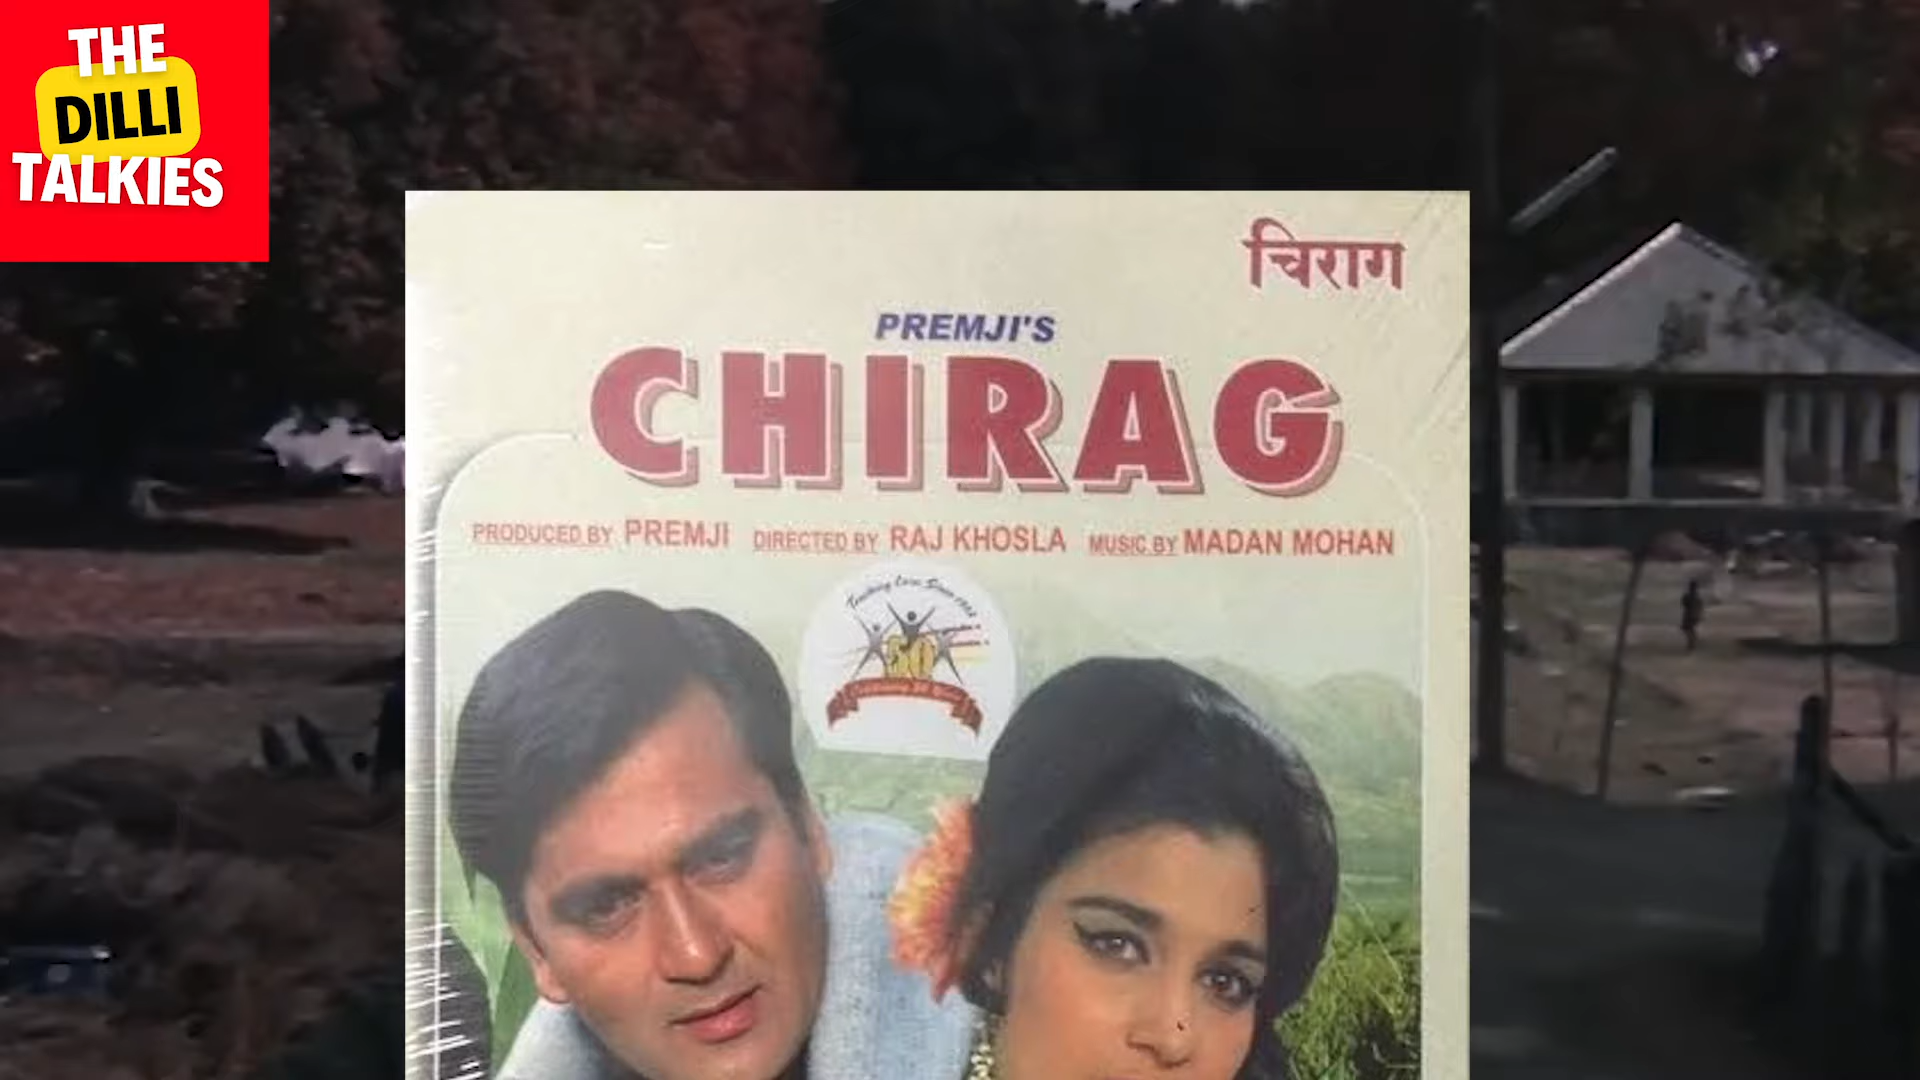 THE
DILLI
TALKIES
चिराग
PREMJI'S
CHIRAG
PRODUCED BY PREMJI DIRECTED BY RAJ KHOSLA MUSIC BY MADAN MOHAN
50